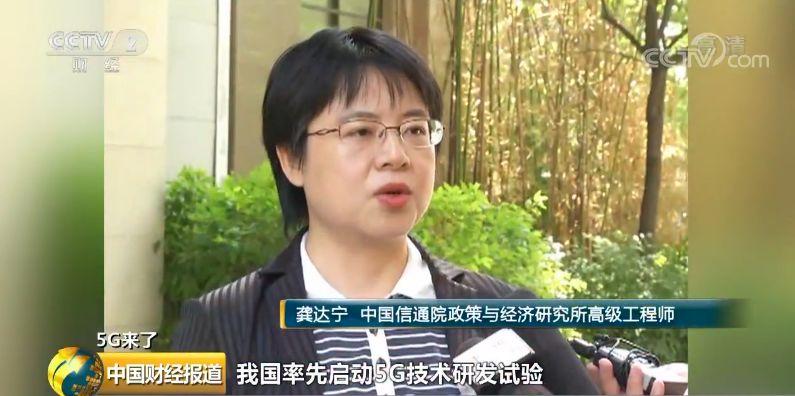 CCTV 2
财经
CCTV.com
高清
龚达宁 中国信通院政策与经济研究所高级工程师
5G来了
中国财经报道
我国率先启动5G技术研发试验